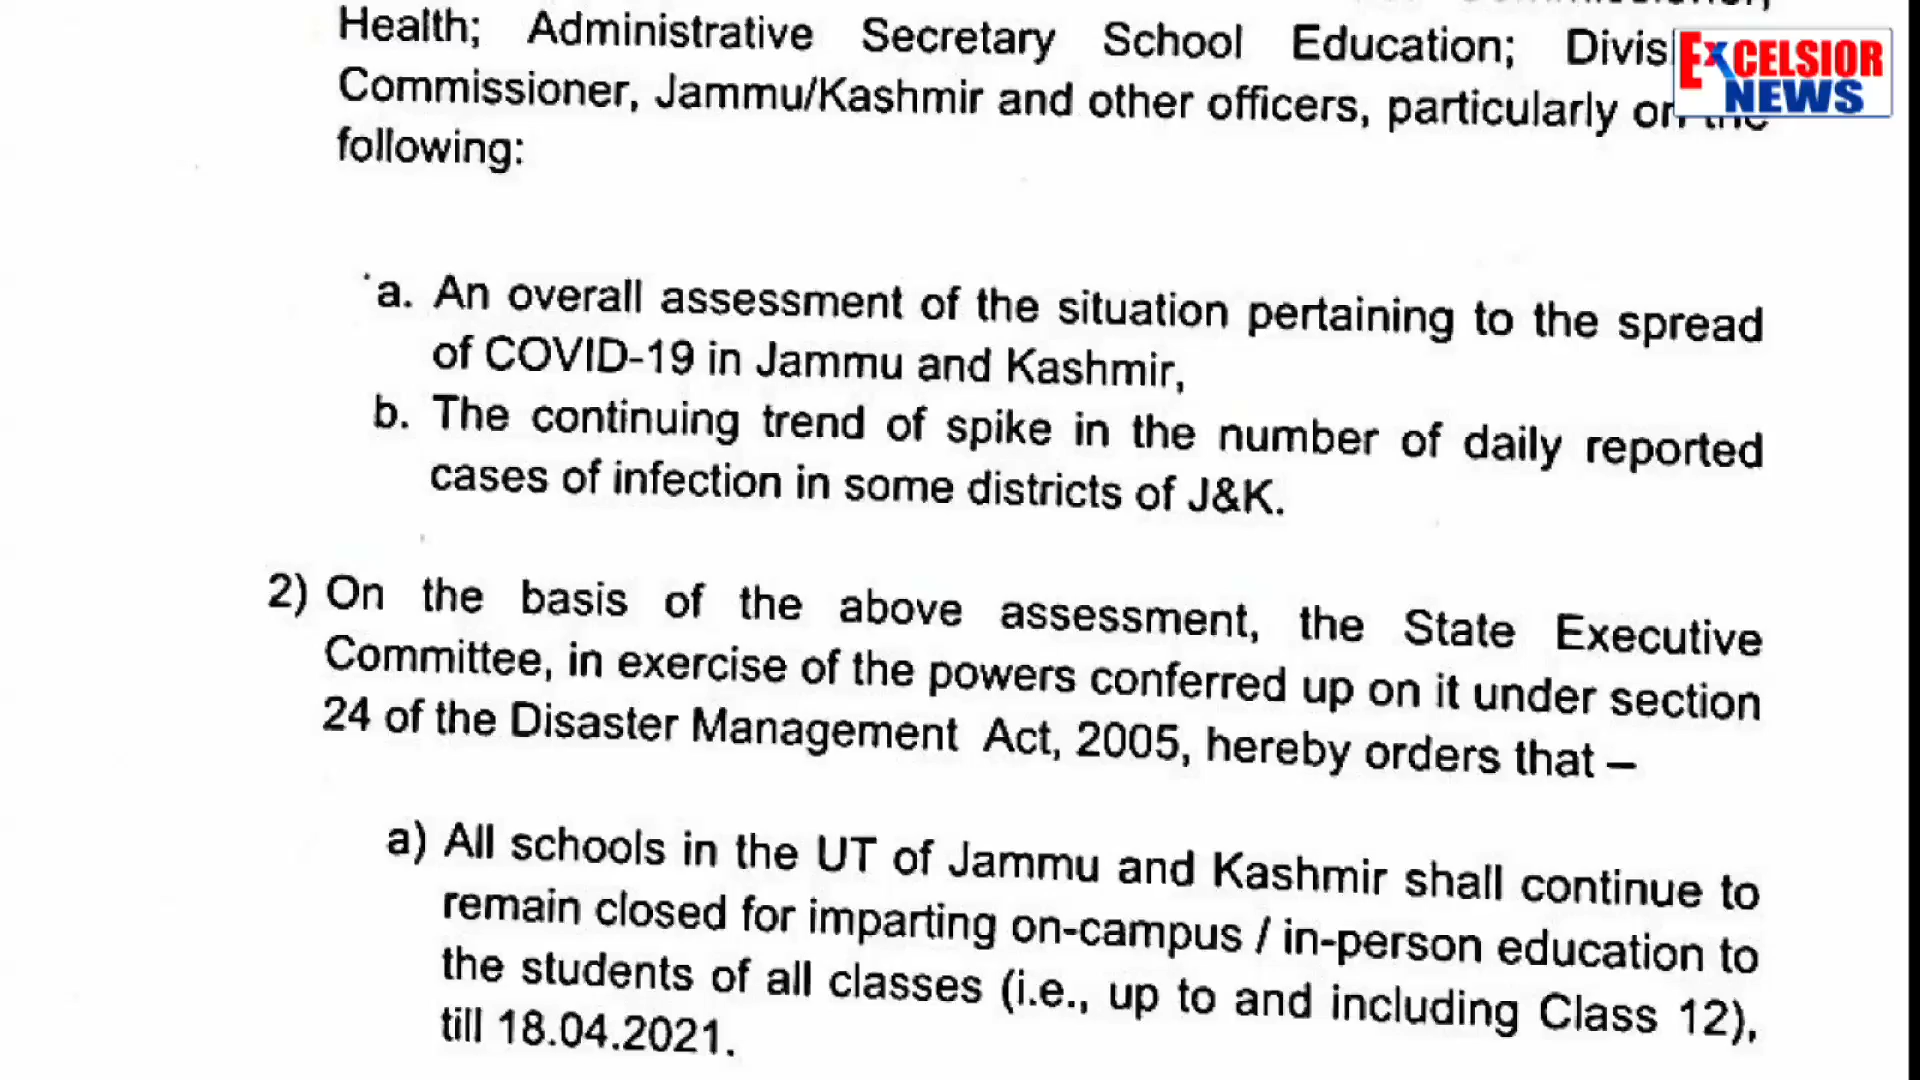 Health; Administrative Secretary School Education;
Commissioner, Jammu/Kashmir and other officers, particularly on the
following:
EXCELSIOR
NEWS
a. An overall assessment of the situation pertaining to the spread
of COVID-19 in Jammu and Kashmir,
b. The continuing trend of spike in the number of daily reported
cases of infection in some districts of J&K.
2) On the basis of the above assessment, the State Executive
Committee, in exercise of the powers conferred up on it under section
24 of the Disaster Management Act, 2005, hereby orders that –
a) All schools in the UT of Jammu and Kashmir shall continue to
remain closed for imparting on-campus / in-person education to
the students of all classes (i.e., up to and including Class 12),
till 18.04.2021.